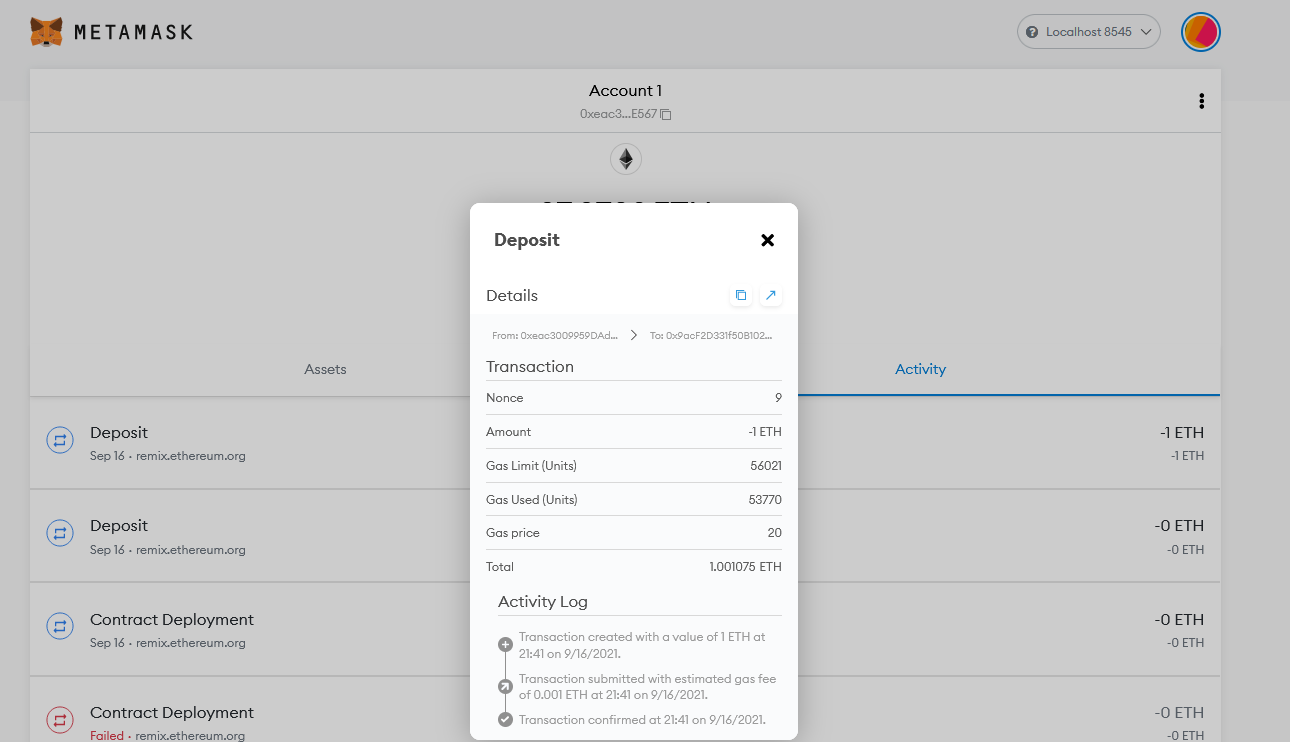 METAMASK
Localhost 8545
Account 1
0xeac3...E567
Deposit
Details
From: 0xeac3009959DAd...
To: 0x9acF2D331f50B102...
Transaction
Nonce 9
Amount -1 ETH
Gas Limit (Units) 56021
Gas Used (Units) 53770
Gas price 20
Total 1.001075 ETH
Activity Log
Transaction created with a value of 1 ETH at
21:41 on 9/16/2021.
Transaction submitted with estimated gas fee
of 0.001 ETH at 21:41 on 9/16/2021.
Transaction confirmed at 21:41 on 9/16/2021.
Assets
Activity
Deposit -1 ETH
Sep 16 · remix.ethereum.org -1 ETH
Deposit -0 ETH
Sep 16 · remix.ethereum.org -0 ETH
Contract Deployment -0 ETH
Sep 16 · remix.ethereum.org -0 ETH
Contract Deployment -0 ETH
Failed · remix.ethereum.org -0 ETH